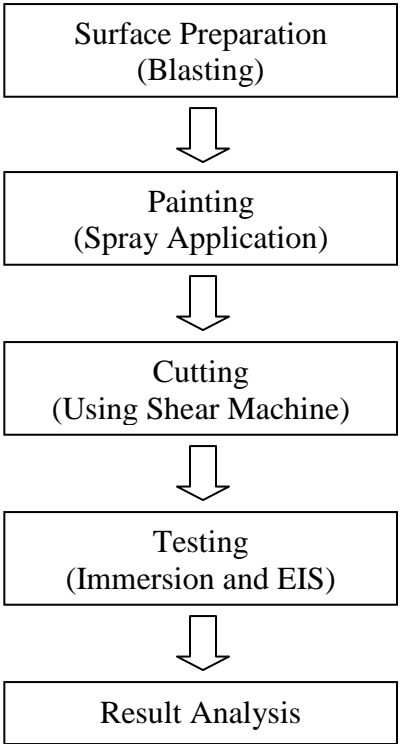 Surface Preparation
(Blasting)
Painting
(Spray Application)
Cutting
(Using Shear Machine)
Testing
(Immersion and EIS)
Result Analysis